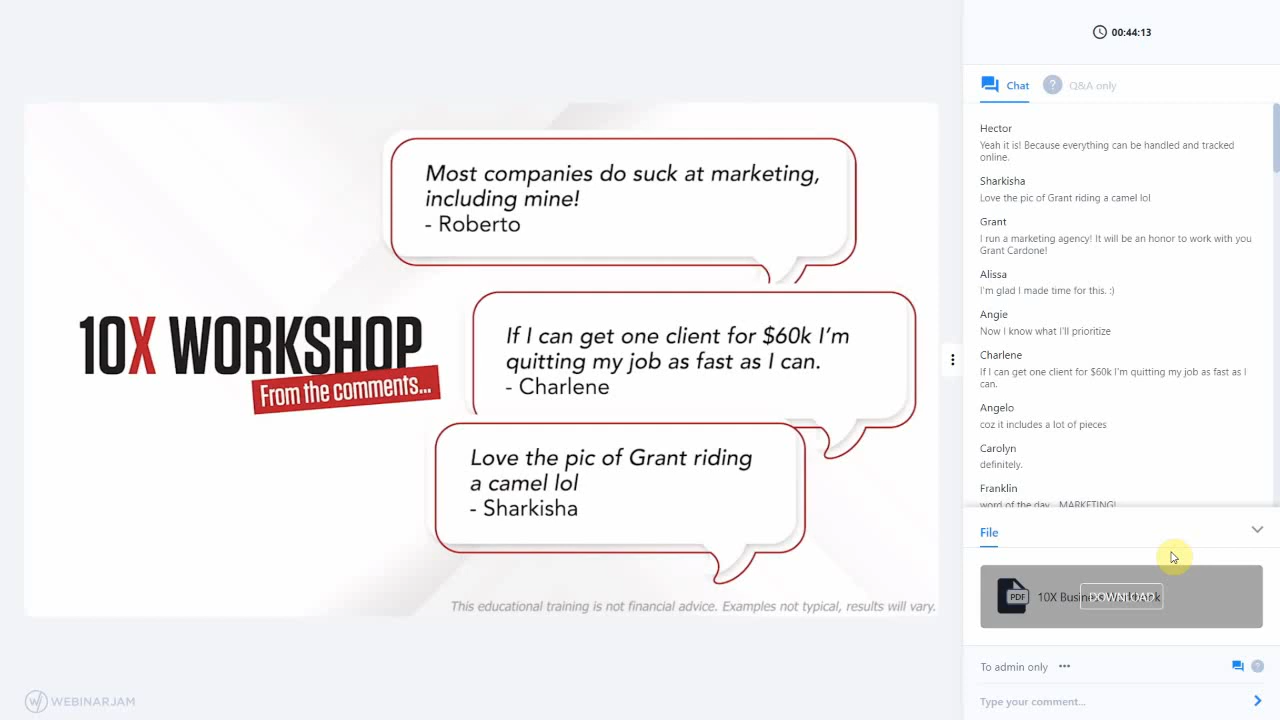 00:44:13
Chat
? Q&A only
Hector
Yeah it is! Because everything can be handled and tracked
online.
Sharkisha
Love the pic of Grant riding a camel lol
Grant
I run a marketing agency! It will be an honor to work with you
Grant Cardone!
Alissa
I'm glad I made time for this. :)
Angie
Now I know what I'll prioritize
Charlene
If I can get one client for $60k I'm quitting my job as fast as I
can.
Angelo
coz it includes a lot of pieces
Carolyn
definitely.
Franklin
word of the day... MARKETING!
File
PDF
10X
DOWNLOAD
To admin only
?
Type your comment...
Most companies do suck at marketing,
including mine!
- Roberto
If I can get one client for $60k I'm
quitting my job as fast as I can.
- Charlene
Love the pic of Grant riding
a camel lol
- Sharkisha
10X WORKSHOP
From the comments...
This educational training is not financial advice. Examples not typical, results will vary.
WEBINARJAM